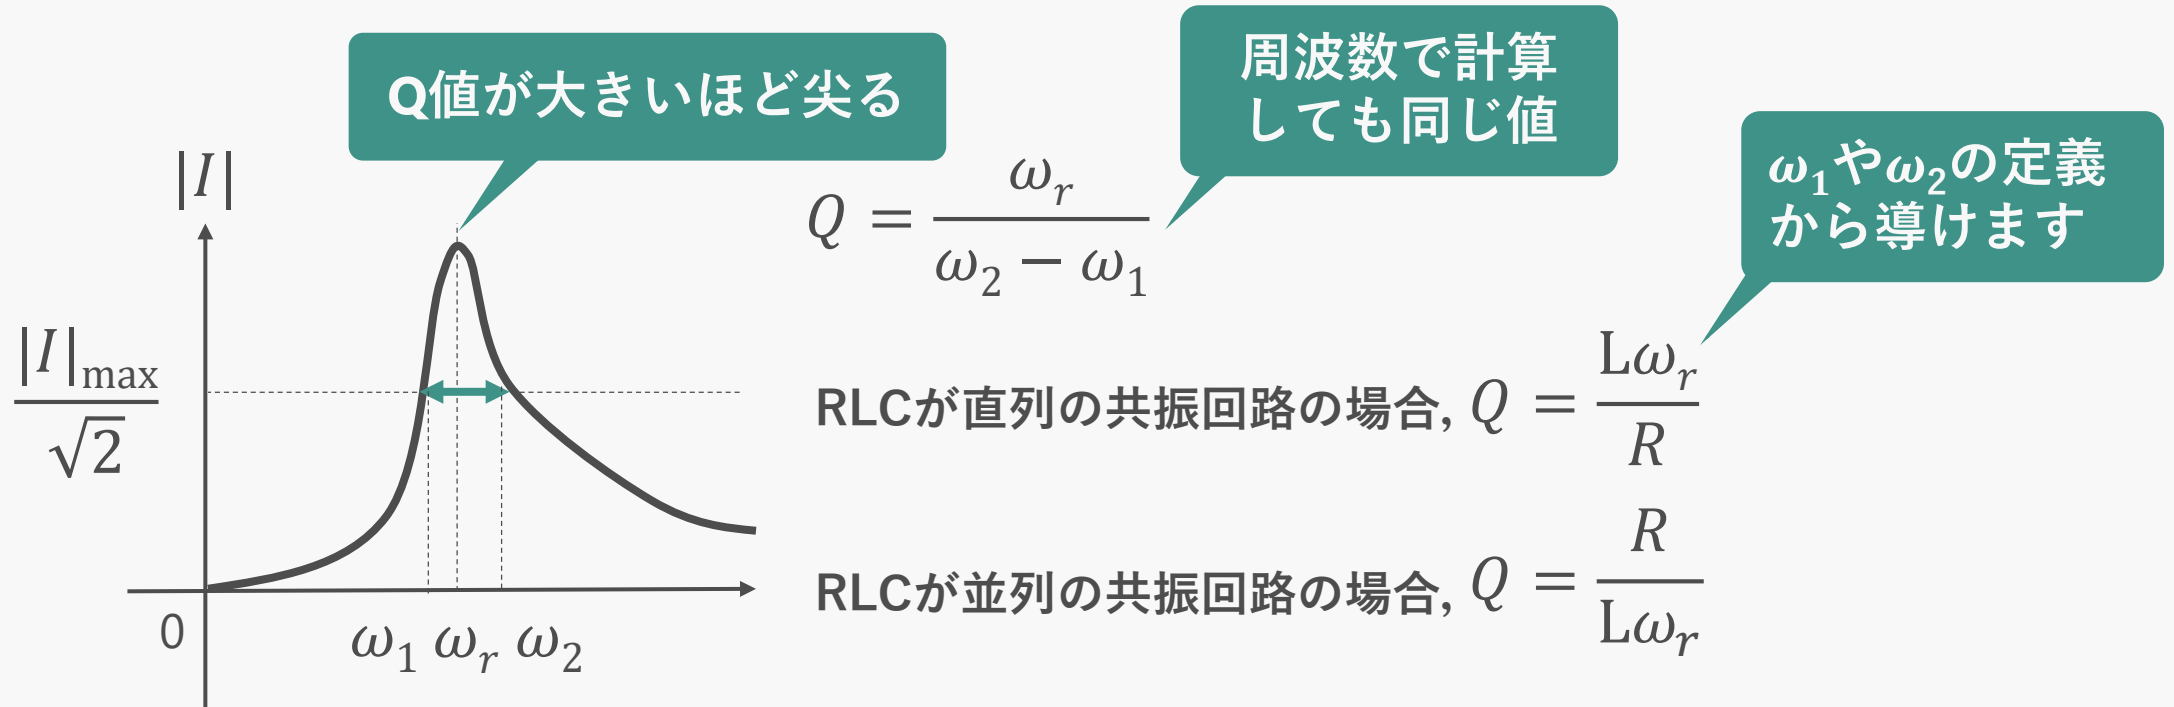 Q値が大きいほど尖る
周波数で計算
しても同じ値
ω₁やω₂の定義
から導けます
|I|
Q = ωᵣ / (ω₂ − ω₁)
|I|max / √2
RLCが直列の共振回路の場合, Q = Lωᵣ / R
RLCが並列の共振回路の場合, Q = R / Lωᵣ
0
ω₁ ωᵣ ω₂